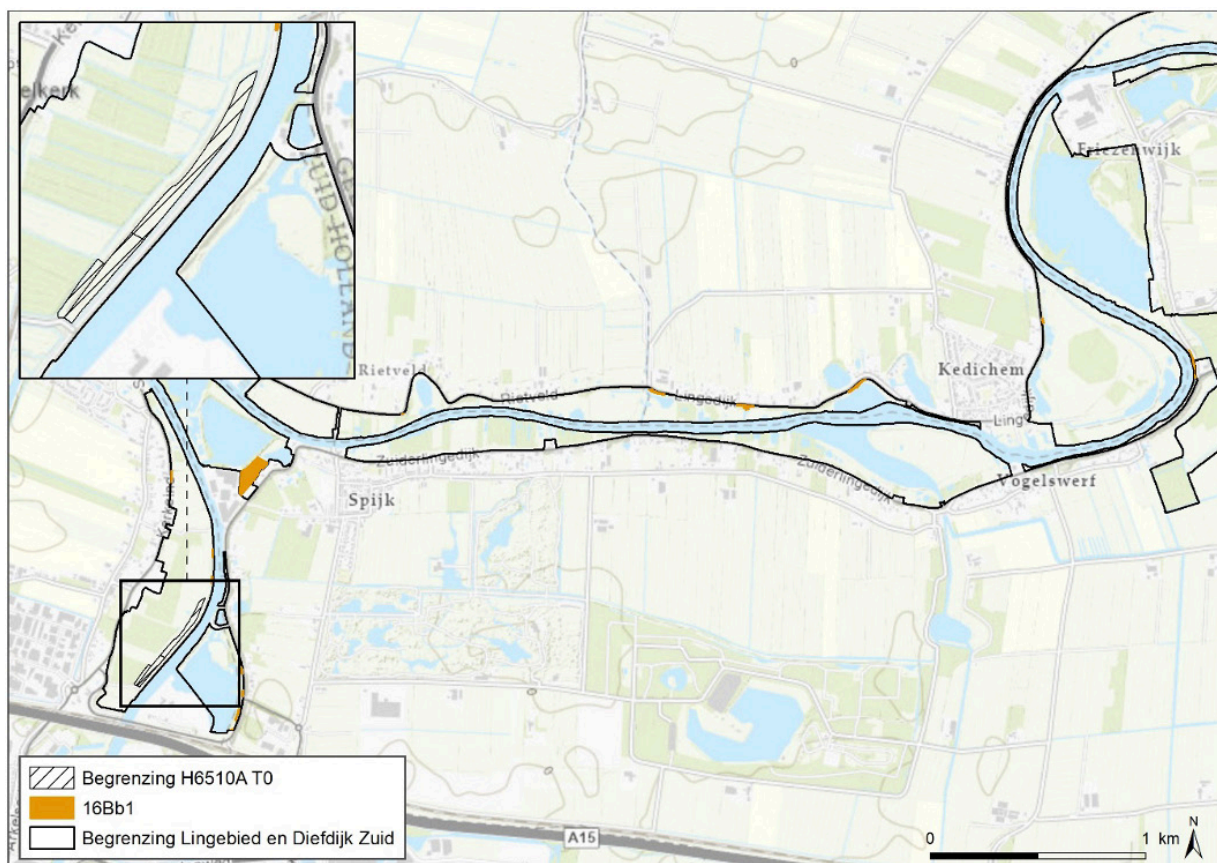 elkerk
ZUID-HOLLAND
Friezenwijk
Rietveld
Rietveld
Lingedijk
Kedichem
Zuiderlingedijk
Zuiderlingedijk
Vogelswerf
Spijk
Kerkeind
Begrenzing H6510A T0
16Bb1
Begrenzing Lingebied en Diefdijk Zuid
A15
0 1 km
N